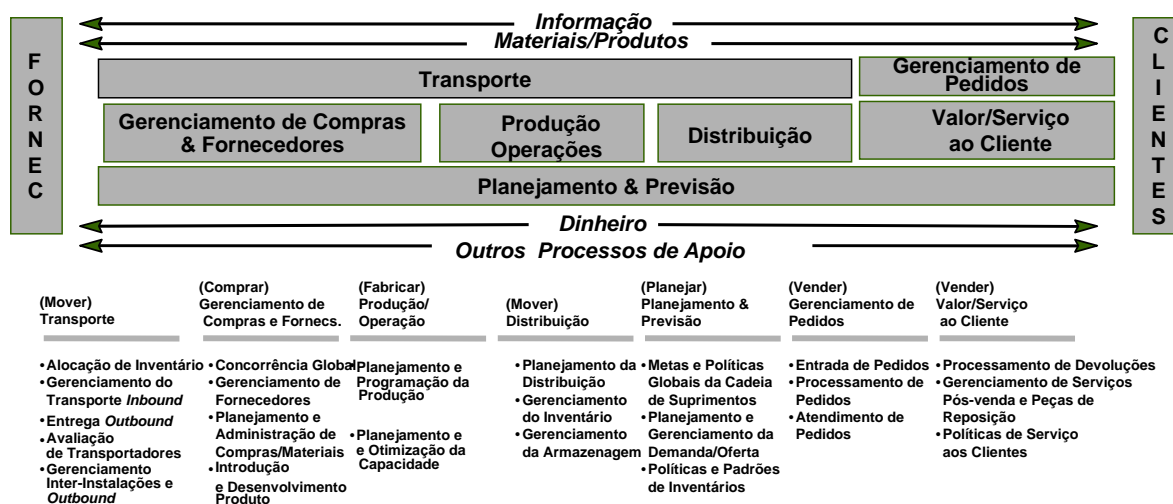 Informação
Materiais/Produtos
FORNEC
CLIENTES
Transporte
Gerenciamento de
Pedidos
Gerenciamento de Compras
& Fornecedores
Produção
Operações
Distribuição
Valor/Serviço
ao Cliente
Planejamento & Previsão
Dinheiro
Outros Processos de Apoio
(Mover)
Transporte
•Alocação de Inventário
•Gerenciamento do
Transporte Inbound
•Entrega Outbound
•Avaliação
de Transportadores
•Gerenciamento
Inter-Instalações e
Outbound
(Comprar)
Gerenciamento de
Compras e Fornecs.
•Concorrência Global
•Gerenciamento de
Fornecedores
•Planejamento e
Administração de
Compras/Materiais
•Introdução
e Desenvolvimento
Produto
(Fabricar)
Produção/
Operação
•Planejamento e
Programação da
Produção
•Planejamento e
e Otimização da
Capacidade
(Mover)
Distribuição
•Planejamento da
Distribuição
•Gerenciamento
do Inventário
•Gerenciamento
da Armazenagem
(Planejar)
Planejamento &
Previsão
•Metas e Políticas
Globais da Cadeia
de Suprimentos
•Planejamento e
Gerenciamento da
Demanda/Oferta
•Políticas e Padrões
de Inventários
(Vender)
Gerenciamento de
Pedidos
•Entrada de Pedidos
•Processamento de
Pedidos
•Atendimento de
Pedidos
(Vender)
Valor/Serviço
ao Cliente
•Processamento de Devoluções
•Gerenciamento de Serviços
Pós-venda e Peças de
Reposição
•Políticas de Serviço
aos Clientes